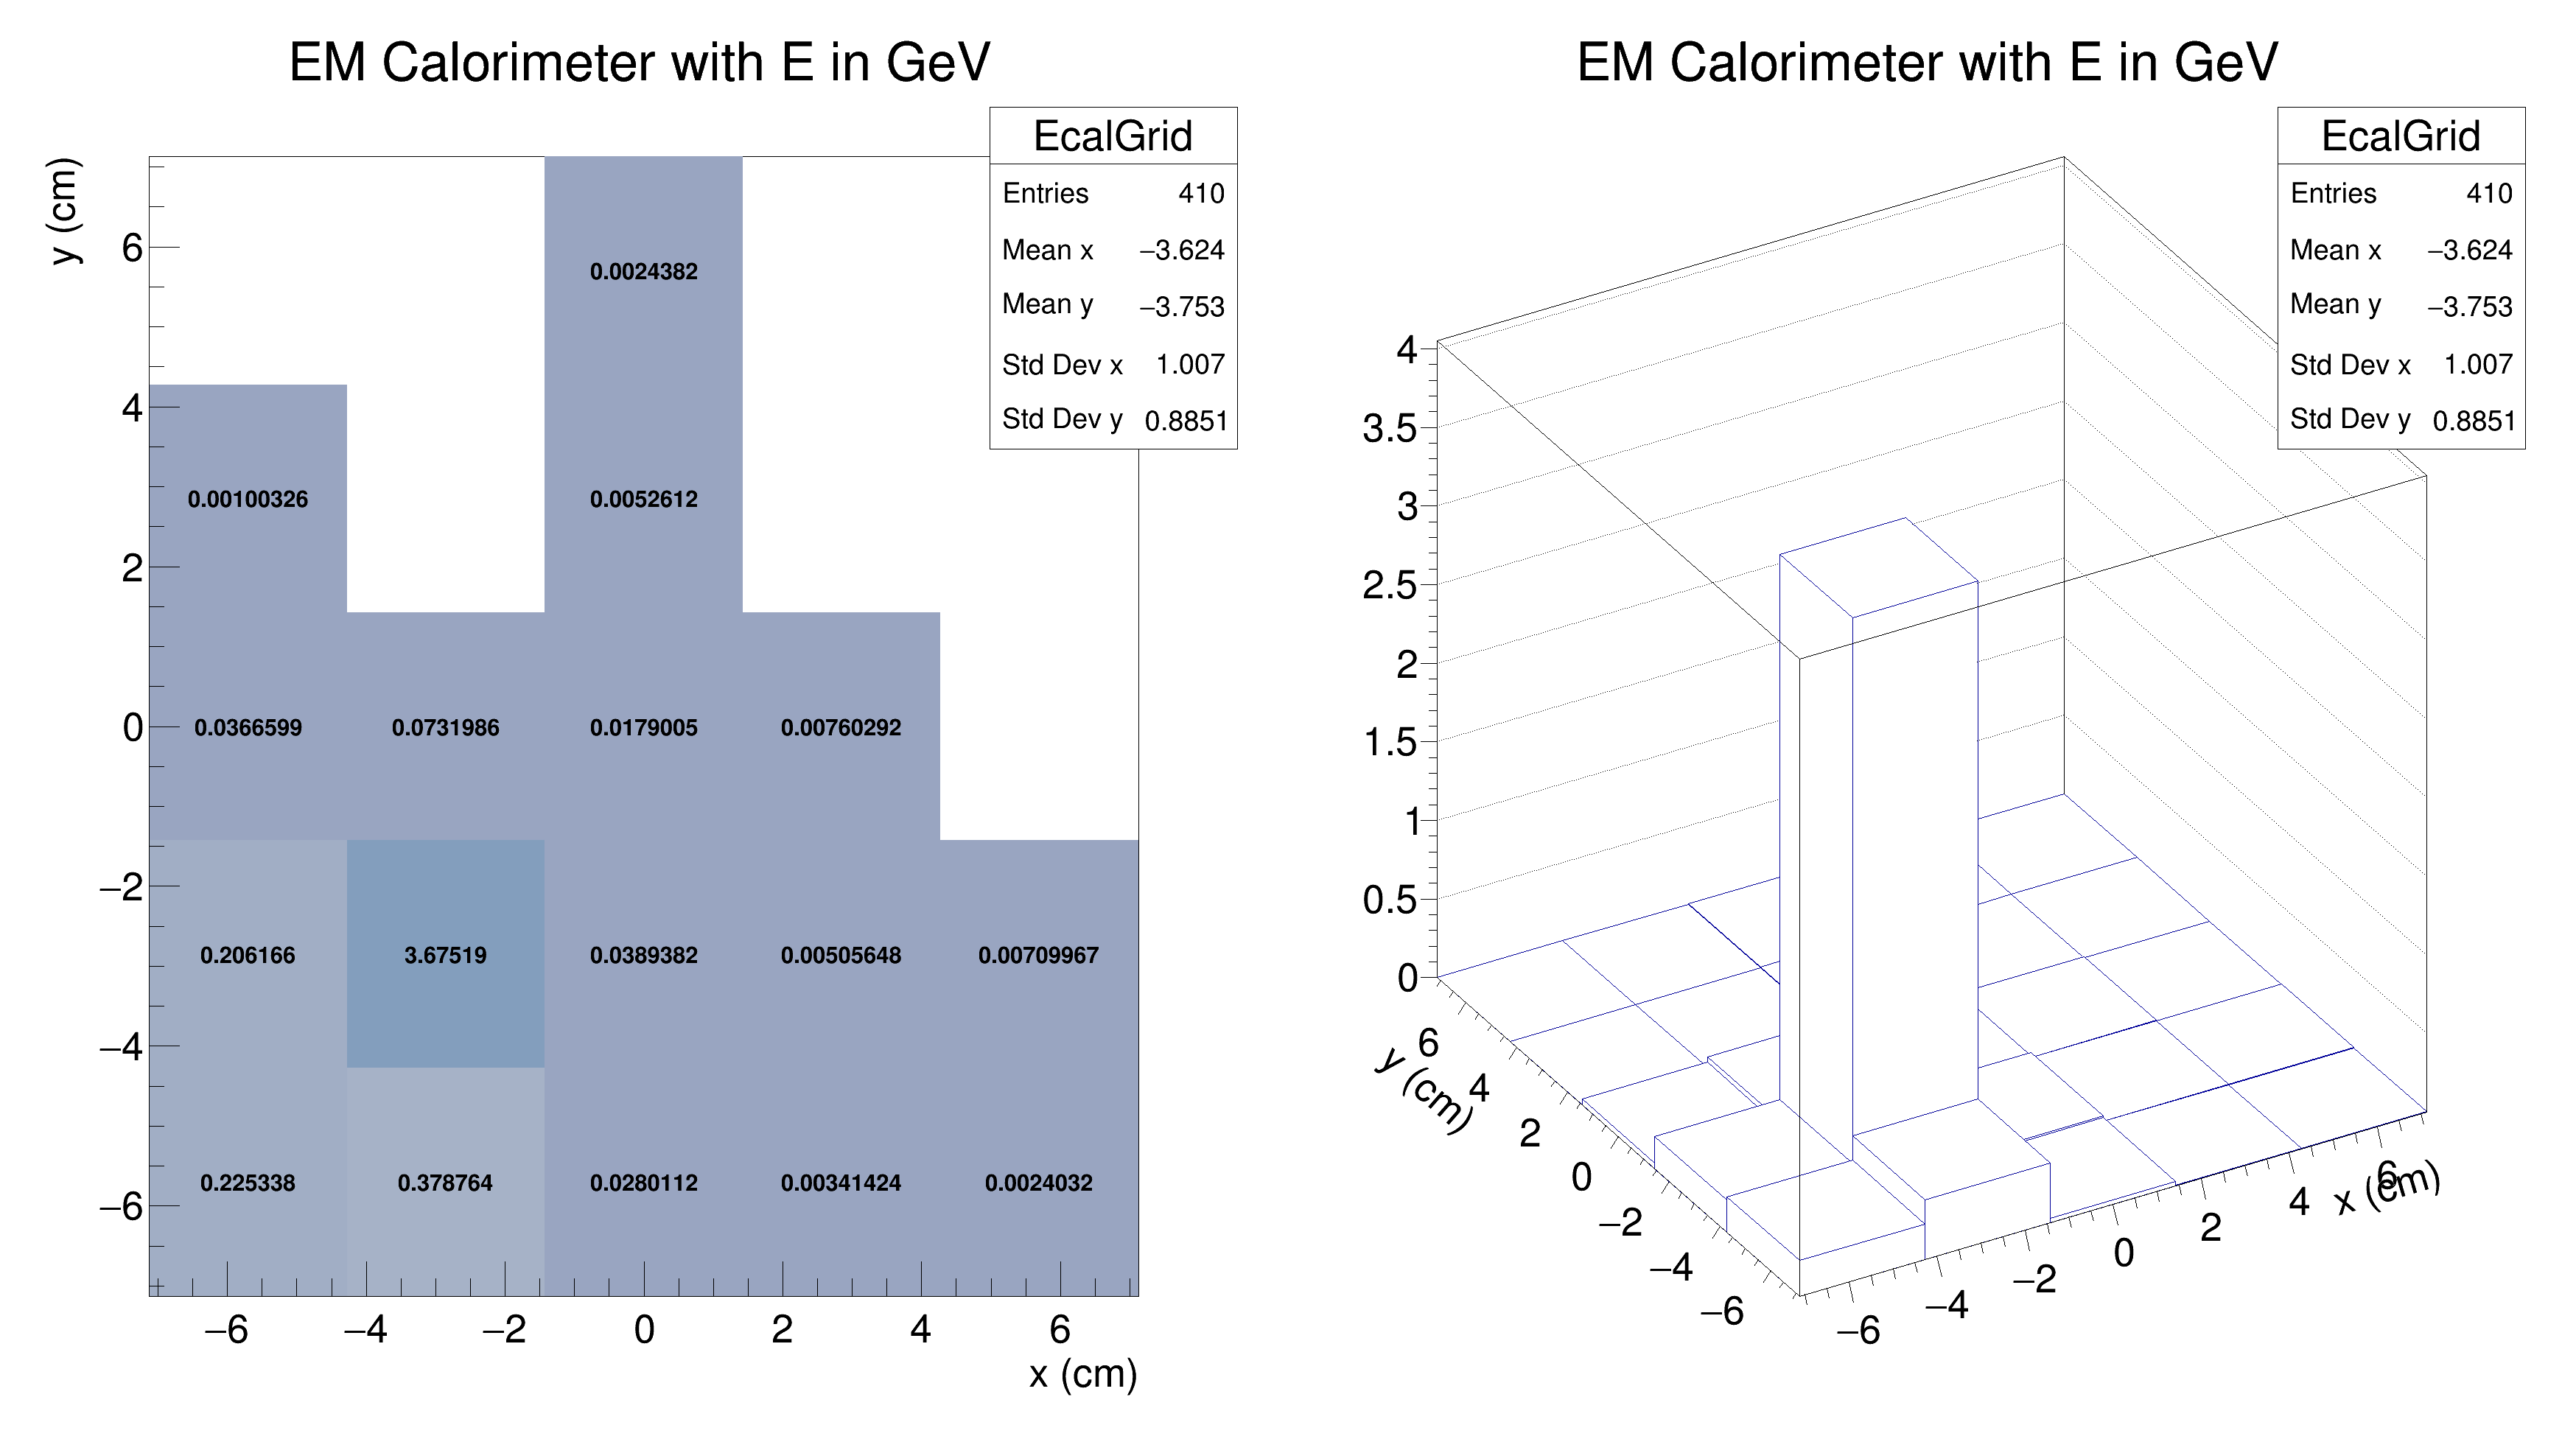 EM Calorimeter with E in GeV
EcalGrid
Entries 410
Mean x −3.624
Mean y −3.753
Std Dev x 1.007
Std Dev y 0.8851
y (cm)
6
4
2
0
−2
−4
−6
0.0024382
0.00100326 0.0052612
0.0366599 0.0731986 0.0179005 0.00760292
0.206166 3.67519 0.0389382 0.00505648 0.00709967
0.225338 0.378764 0.0280112 0.00341424 0.0024032
−6 −4 −2 0 2 4 6
x (cm)
EM Calorimeter with E in GeV
EcalGrid
Entries 410
Mean x −3.624
Mean y −3.753
Std Dev x 1.007
Std Dev y 0.8851
4
3.5
3
2.5
2
1.5
1
0.5
0
y (cm)
6
4
2
0
−2
−4
−6
−6 −4 −2 0 2 4 6
x (cm)